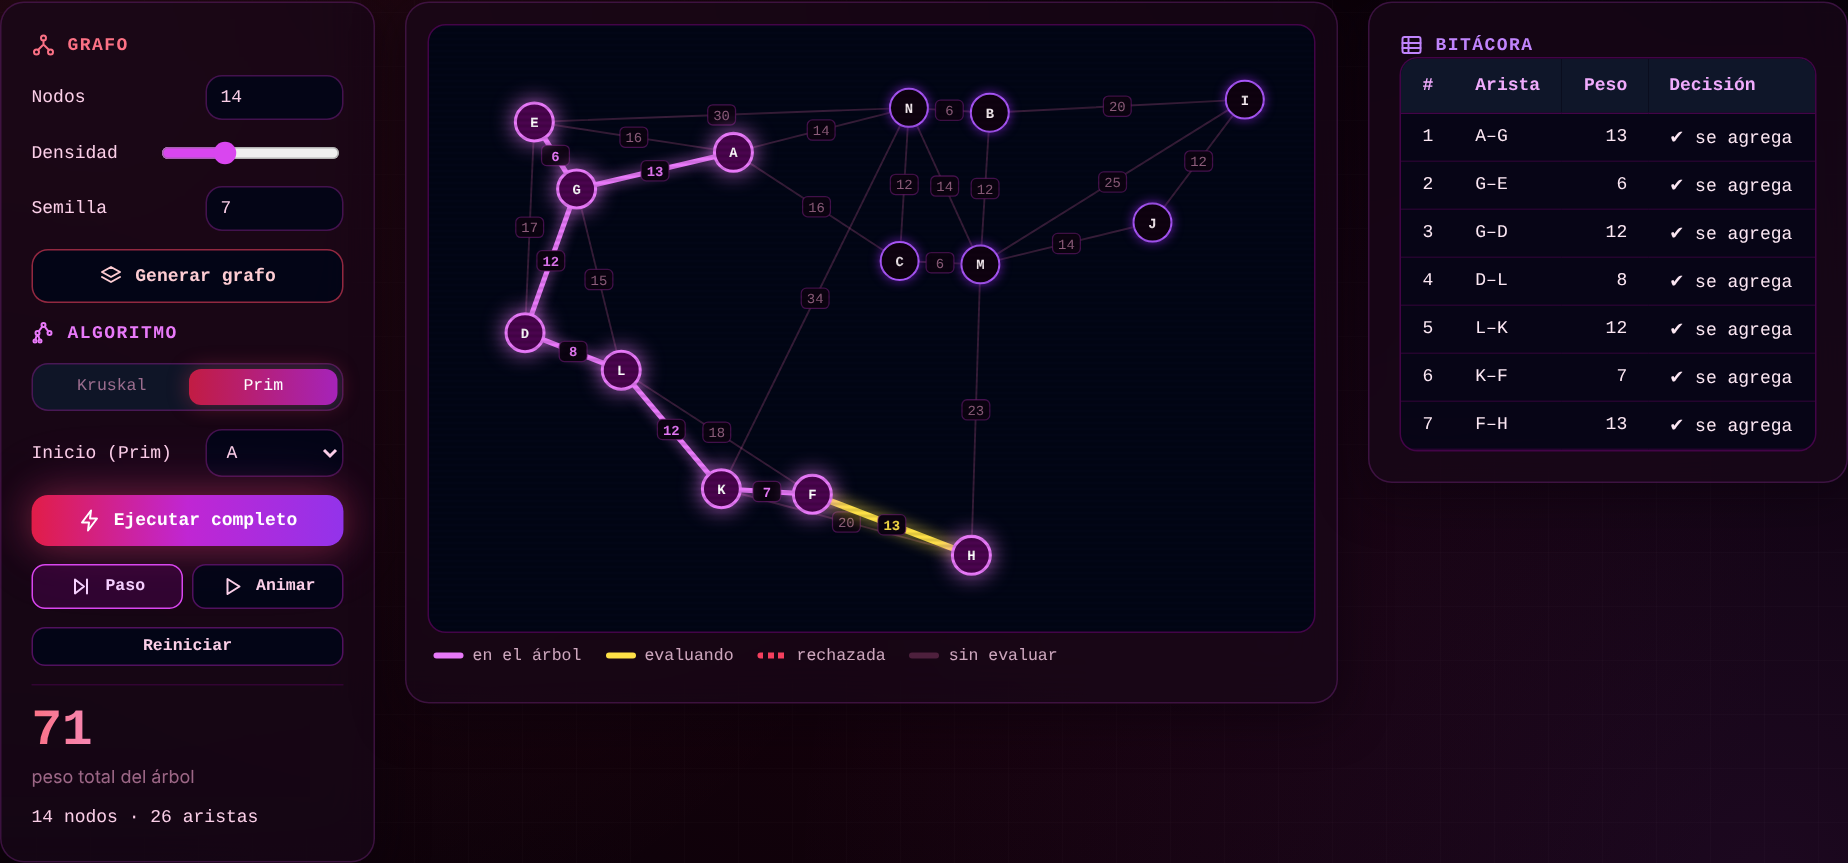 GRAFO
Nodos 14
Densidad
Semilla 7
Generar grafo
ALGORITMO
Kruskal Prim
Inicio (Prim) A
Ejecutar completo
Paso Animar
Reiniciar
71
peso total del árbol
14 nodos · 26 aristas
E 30 N 6 B 20 I
16 14
A
6 13 12
G 12 14 12 25
16 J
17 14
12 C 6 M
15
34
D
8
L
23
12 18
K 7 F
20 13
H
en el árbol evaluando rechazada sin evaluar
BITÁCORA
# Arista Peso Decisión
1 A–G 13 ✔ se agrega
2 G–E 6 ✔ se agrega
3 G–D 12 ✔ se agrega
4 D–L 8 ✔ se agrega
5 L–K 12 ✔ se agrega
6 K–F 7 ✔ se agrega
7 F–H 13 ✔ se agrega